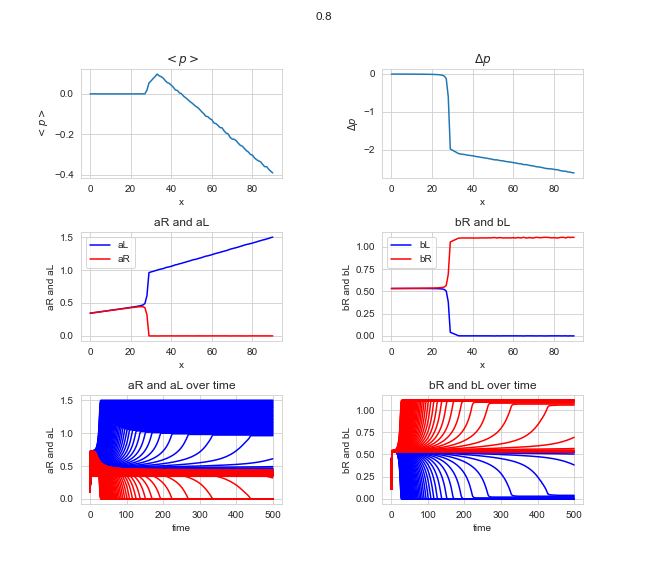 0.8
<p>
Δp
0.0
−0.2
−0.4
<p>
0 20 40 60 80
x
0
−1
−2
Δp
0 20 40 60 80
x
aR and aL
bR and bL
1.5
1.0
0.5
0.0
aR and aL
aL
aR
0 20 40 60 80
x
1.00
0.75
0.50
0.25
0.00
bR and bL
bL
bR
0 20 40 60 80
x
aR and aL over time
bR and bL over time
1.5
1.0
0.5
0.0
aR and aL
0 100 200 300 400 500
time
1.00
0.75
0.50
0.25
0.00
bR and bL
0 100 200 300 400 500
time